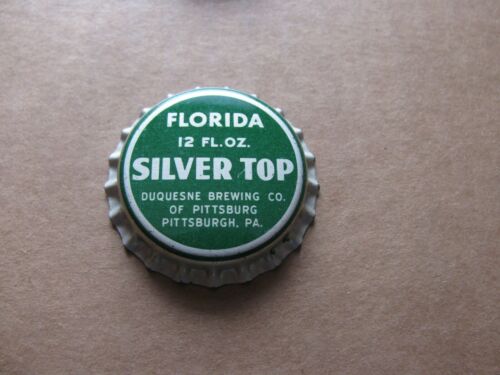 FLORIDA
12 FL.OZ.
SILVER TOP
DUQUESNE BREWING CO.
OF PITTSBURG
PITTSBURGH, PA.